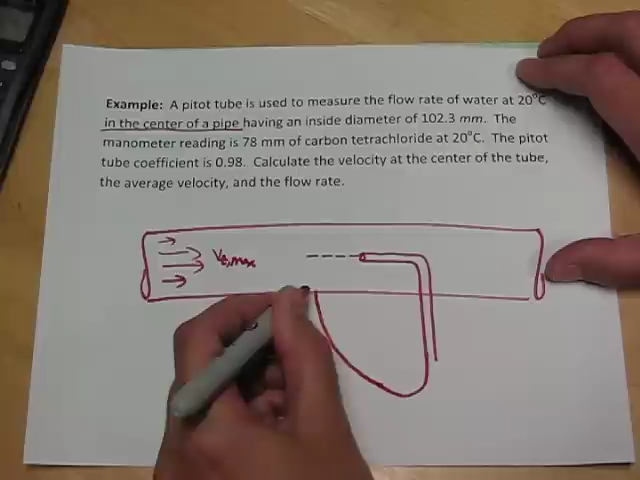 Example: A pitot tube is used to measure the flow rate of water at 20°C
in the center of a pipe having an inside diameter of 102.3 mm. The
manometer reading is 78 mm of carbon tetrachloride at 20°C. The pitot
tube coefficient is 0.98. Calculate the velocity at the center of the tube,
the average velocity, and the flow rate.